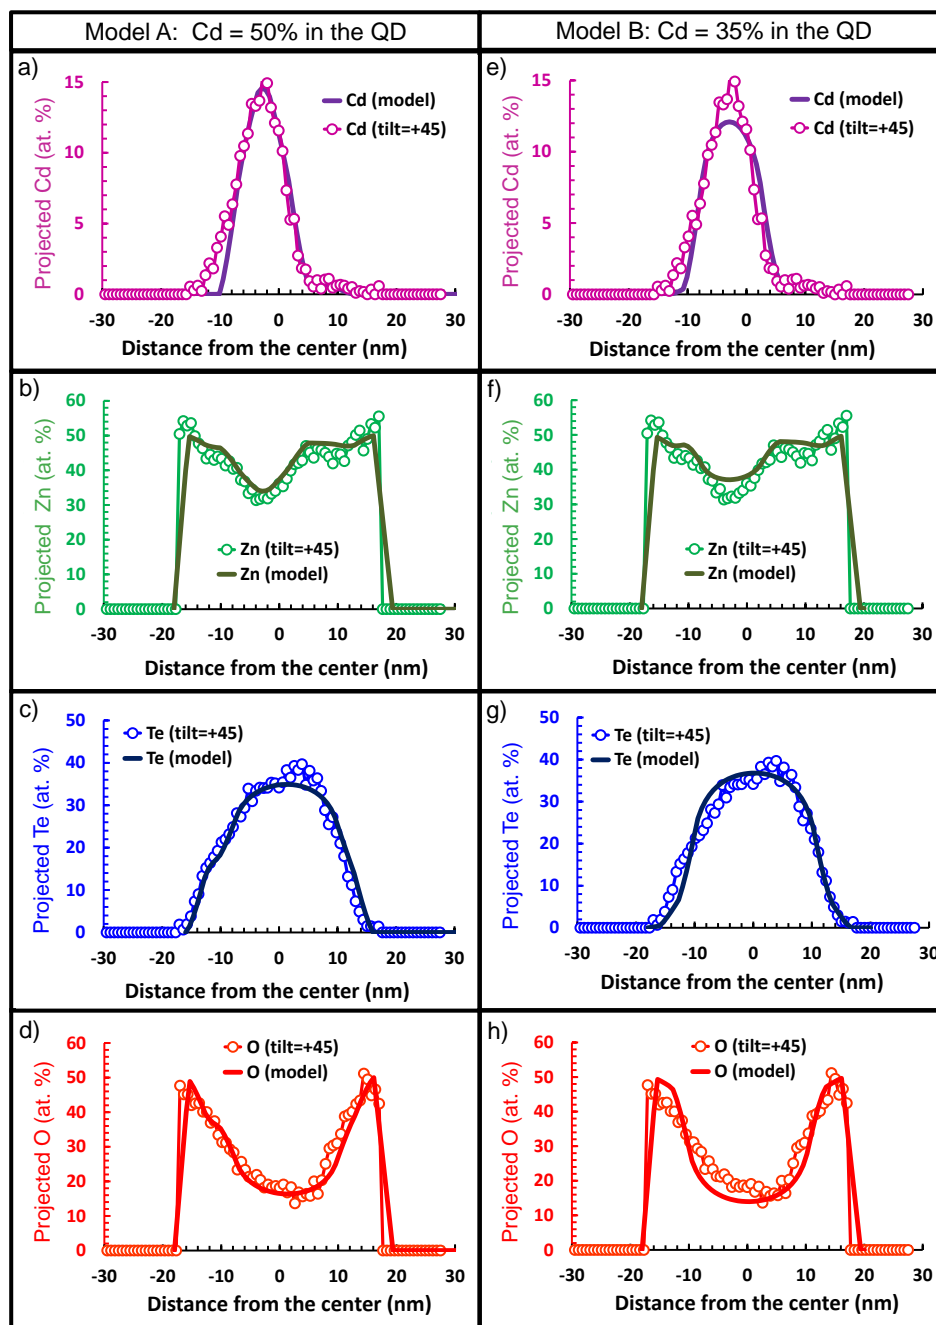 Model A: Cd = 50% in the QD
Model B: Cd = 35% in the QD
a)
Projected Cd (at. %)
15
10
5
0
Cd (model)
Cd (tilt=+45)
-30 -20 -10 0 10 20 30
Distance from the center (nm)
e)
Projected Cd (at. %)
15
10
5
0
Cd (model)
Cd (tilt=+45)
-30 -20 -10 0 10 20 30
Distance from the center (nm)
b)
Projected Zn (at. %)
60
50
40
30
20
10
0
Zn (tilt=+45)
Zn (model)
-30 -20 -10 0 10 20 30
Distance from the center (nm)
f)
Projected Zn (at. %)
60
50
40
30
20
10
0
Zn (tilt=+45)
Zn (model)
-30 -20 -10 0 10 20 30
Distance from the center (nm)
c)
Projected Te (at. %)
50
40
30
20
10
0
Te (tilt=+45)
Te (model)
-30 -20 -10 0 10 20 30
Distance from the center (nm)
g)
Projected Te (at. %)
50
40
30
20
10
0
Te (tilt=+45)
Te (model)
-30 -20 -10 0 10 20 30
Distance from the center (nm)
d)
Projected O (at. %)
60
50
40
30
20
10
0
O (tilt=+45)
O (model)
-30 -20 -10 0 10 20 30
Distance from the center (nm)
h)
Projected O (at. %)
60
50
40
30
20
10
0
O (tilt=+45)
O (model)
-30 -20 -10 0 10 20 30
Distance from the center (nm)